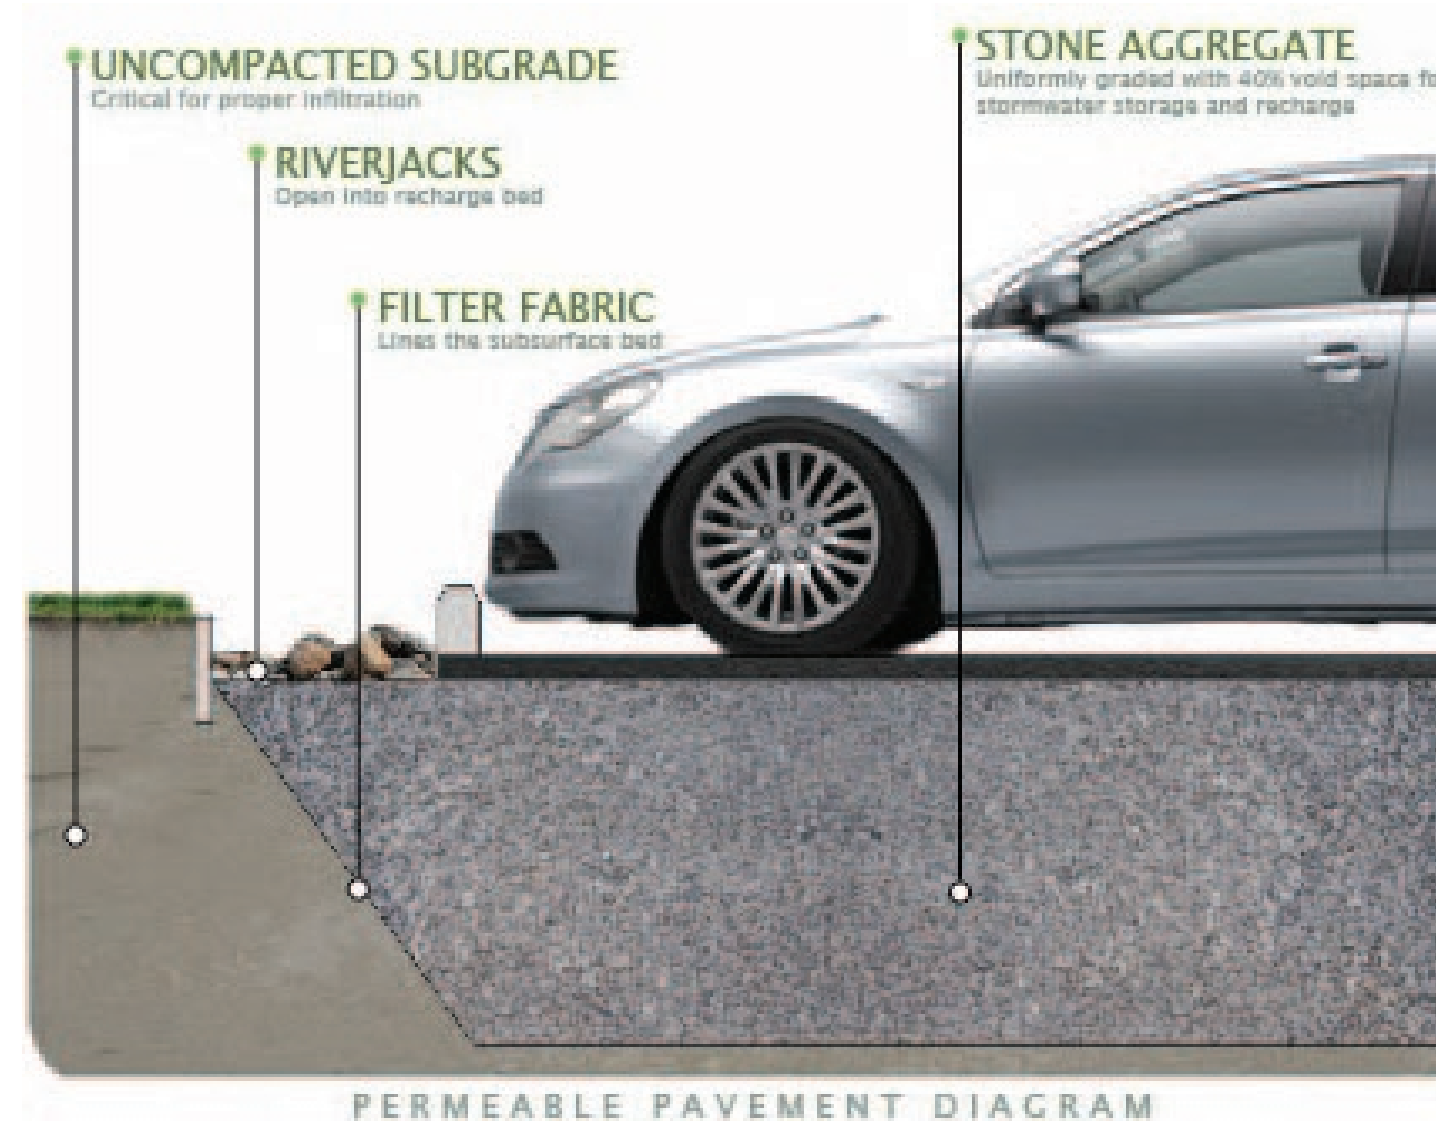 UNCOMPACTED SUBGRADE
Critical for proper infiltration
RIVERJACKS
Open into recharge bed
FILTER FABRIC
Lines the subsurface bed
STONE AGGREGATE
Uniformly graded with 40% void space
stormwater storage and recharge
PERMEABLE PAVEMENT DIAGRAM